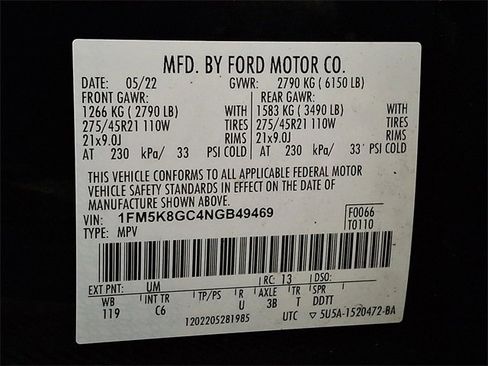 MFD. BY FORD MOTOR CO.
DATE: 05/22 GVWR: 2790 KG ( 6150 LB)
FRONT GAWR: REAR GAWR:
1266 KG ( 2790 LB) WITH 1583 KG ( 3490 LB) WITH
275/45R21 110W TIRES 275/45R21 110W TIRES
21x9.0J RIMS 21x9.0J RIMS
AT 230 kPa/ 33 PSI COLD AT 230 kPa/ 33 PSI COLD
THIS VEHICLE CONFORMS TO ALL APPLICABLE FEDERAL MOTOR
VEHICLE SAFETY STANDARDS IN EFFECT ON THE DATE OF
MANUFACTURE SHOWN ABOVE.
VIN: 1FM5K8GC4NGB49469 F0066
TYPE: MPV T0110
EXT PNT: UM RC: 13 DSO:
WB INT TR TP/PS R AXLE TR SPR
119 C6 U 3B T DDTT
1202205281985 UTC ▽ 5U5A-1520472-BA